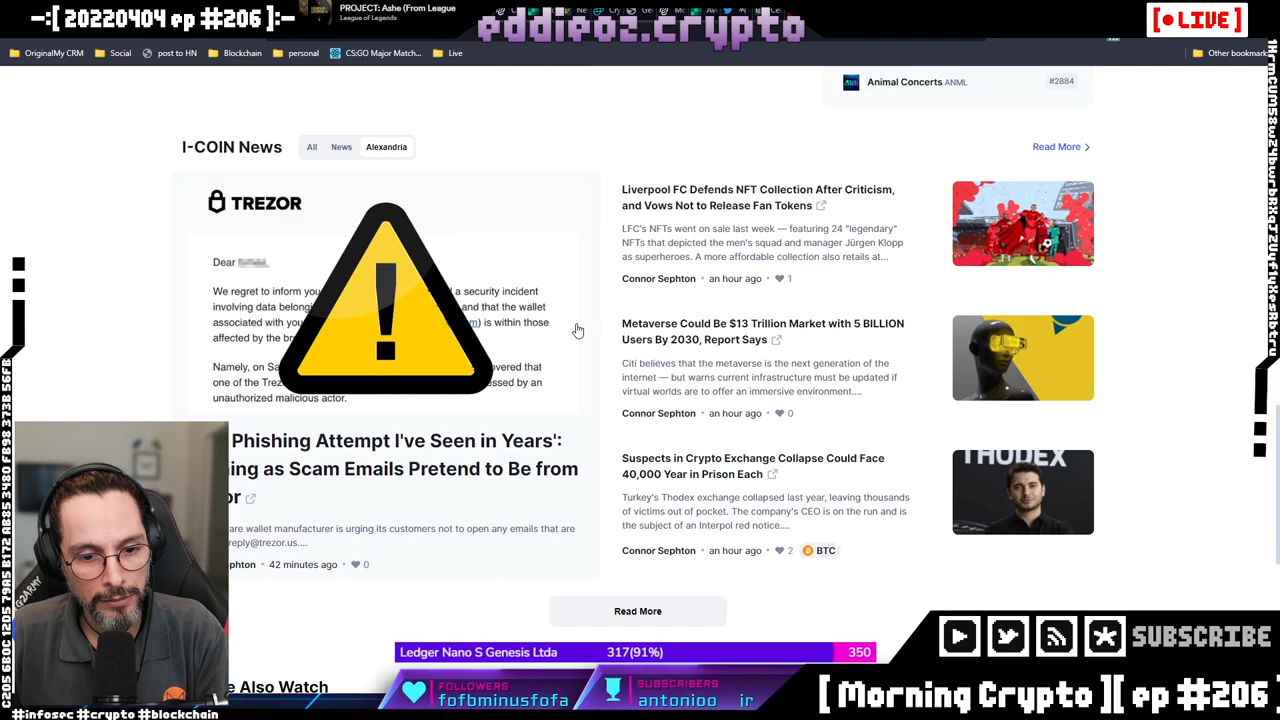 —:[ 20220404 ep #206 ]:—
PROJECT: Ashe (From League
League of Legends
eddieoz.crypto
[ • LIVE ]
OriginalMy CRM
Social
post to HN
Blockchain
personal
CS:GO Major Match...
Live
Other bookmark
Animal Concerts ANML
#2884
I-COIN News
All
News
Alexandria
Read More
TREZOR
Dear
We regret to inform you a security incident
involving data belong and that the wallet
associated with you is within those
affected by the
Namely, on overed that
one of the essed by an
unauthorized malicious actor.
Phishing Attempt I've Seen in Years':
ing as Scam Emails Pretend to Be from
or
are wallet manufacturer is urging its customers not to open any emails that are
reply@trezor.us....
ephton • 42 minutes ago • 0
Liverpool FC Defends NFT Collection After Criticism,
and Vows Not to Release Fan Tokens
LFC's NFTs went on sale last week — featuring 24 "legendary"
NFTs that depicted the men's squad and manager Jürgen Klopp
as superheroes. A more affordable collection also retails at...
Connor Sephton • an hour ago • 1
Metaverse Could Be $13 Trillion Market with 5 BILLION
Users By 2030, Report Says
Citi believes that the metaverse is the next generation of the
internet — but warns current infrastructure must be updated if
virtual worlds are to offer an immersive environment....
Connor Sephton • an hour ago • 0
Suspects in Crypto Exchange Collapse Could Face
40,000 Year in Prison Each
Turkey's Thodex exchange collapsed last year, leaving thousands
of victims out of pocket. The company's CEO is on the run and is
the subject of an Interpol red notice....
Connor Sephton • an hour ago • 2 BTC
THODEX
Read More
Ledger Nano S Genesis Ltda 317(91%) 350
e Also Watch
FOLLOWERS
fofbminusfofa
SUBSCRIBERS
antonioo jr
SUBSCRIBE
[ Morning Crypto ][ ep #206 ]
#infosec #crypto #blockchain